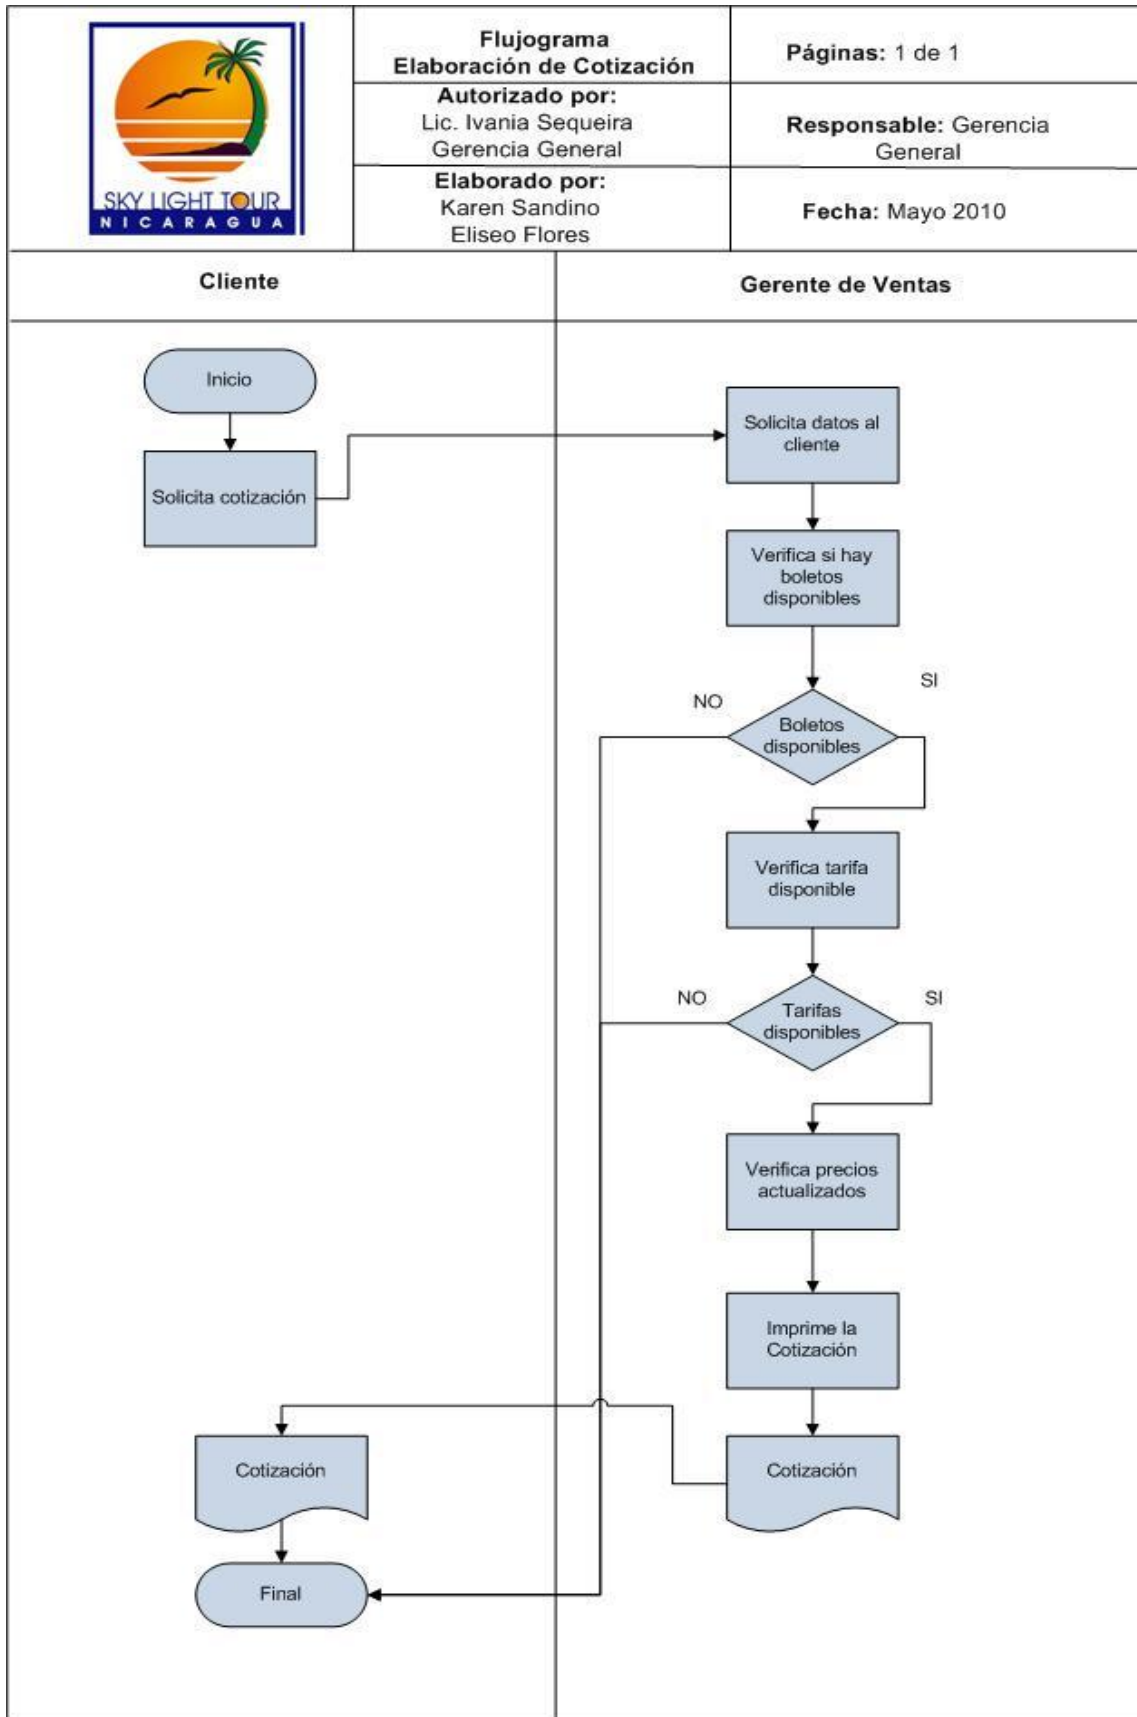 SKY LIGHT TOUR
NICARAGUA
Flujograma
Elaboración de Cotización
Páginas: 1 de 1
Autorizado por:
Lic. Ivania Sequeira
Gerencia General
Responsable: Gerencia
General
Elaborado por:
Karen Sandino
Eliseo Flores
Fecha: Mayo 2010
Cliente
Gerente de Ventas
Inicio
Solicita cotización
Solicita datos al
cliente
Verifica si hay
boletos
disponibles
NO
SI
Boletos
disponibles
Verifica tarifa
disponible
NO
SI
Tarifas
disponibles
Verifica precios
actualizados
Imprime la
Cotización
Cotización
Cotización
Final